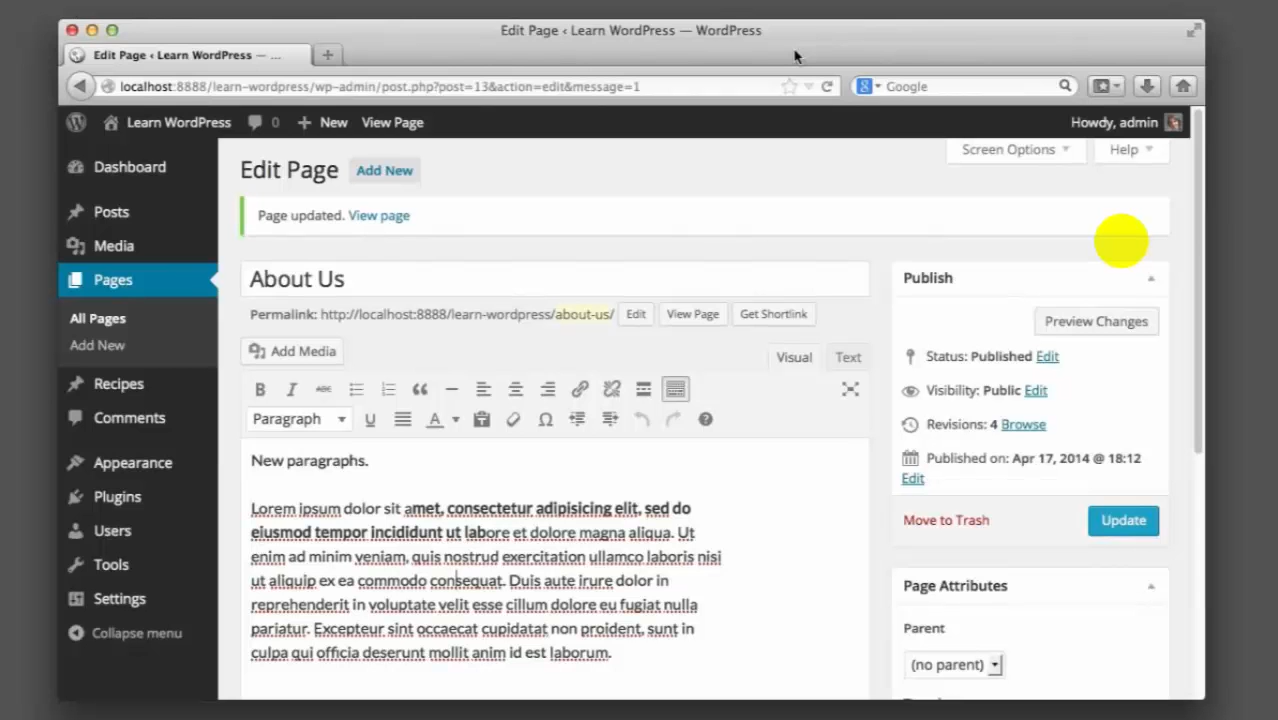 Edit Page ‹ Learn WordPress — WordPress
Edit Page ‹ Learn WordPress — ...
localhost:8888/learn-wordpress/wp-admin/post.php?post=13&action=edit&message=1
Google
Learn WordPress 0 New View Page
Howdy, admin
Dashboard
Posts
Media
Pages
All Pages
Add New
Recipes
Comments
Appearance
Plugins
Users
Tools
Settings
Collapse menu
Screen Options
Help
Edit Page Add New
Page updated. View page
About Us
Permalink: http://localhost:8888/learn-wordpress/about-us/ Edit View Page Get Shortlink
Add Media
Visual Text
B I ABC
Paragraph U A Ω ?
New paragraphs.
Lorem ipsum dolor sit amet, consectetur adipisicing elit, sed do
eiusmod tempor incididunt ut labore et dolore magna aliqua. Ut
enim ad minim veniam, quis nostrud exercitation ullamco laboris nisi
ut aliquip ex ea commodo consequat. Duis aute irure dolor in
reprehenderit in voluptate velit esse cillum dolore eu fugiat nulla
pariatur. Excepteur sint occaecat cupidatat non proident, sunt in
culpa qui officia deserunt mollit anim id est laborum.
Publish
Preview Changes
Status: Published Edit
Visibility: Public Edit
Revisions: 4 Browse
Published on: Apr 17, 2014 @ 18:12
Edit
Move to Trash
Update
Page Attributes
Parent
(no parent)